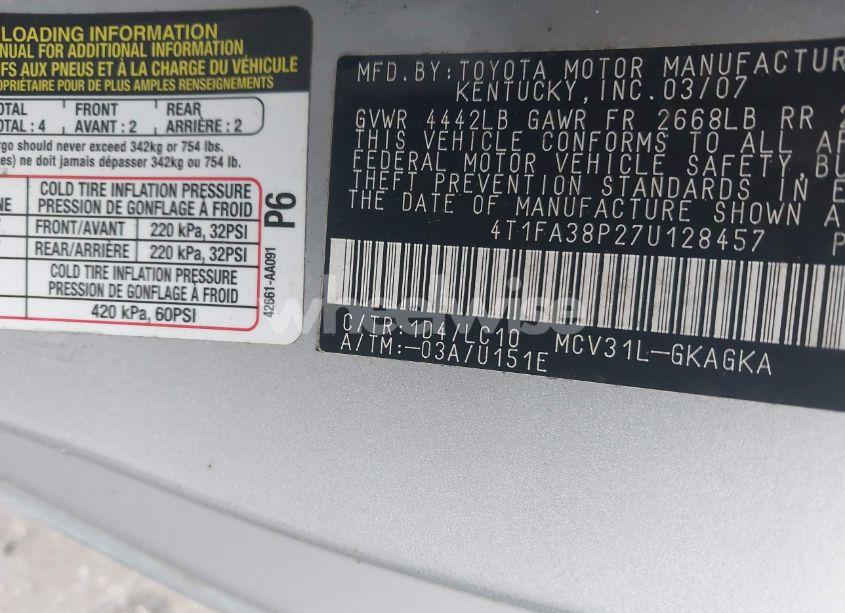 LOADING INFORMATION
MANUAL FOR ADDITIONAL INFORMATION
AUX PNEUS ET À LA CHARGE DU VÉHICULE
PROPRIÉTAIRE POUR DE PLUS AMPLES RENSEIGNEMENTS
TOTAL FRONT REAR
TOTAL : 4 AVANT : 2 ARRIÈRE : 2
should never exceed 342kg or 754 lbs.
ne doit jamais dépasser 342kg ou 754 lb.
COLD TIRE INFLATION PRESSURE
PRESSION DE GONFLAGE À FROID
FRONT/AVANT 220 kPa, 32PSI
REAR/ARRIÈRE 220 kPa, 32PSI
COLD TIRE INFLATION PRESSURE
PRESSION DE GONFLAGE À FROID
420 kPa, 60PSI
P6
42661-AA091
MFD.BY:TOYOTA MOTOR MANUFACTUR
KENTUCKY,INC.03/07
GVWR 4442LB GAWR FR 2668LB RR
THIS VEHICLE CONFORMS TO ALL
FEDERAL MOTOR VEHICLE SAFETY,
THEFT PREVENTION STANDARDS IN
THE DATE OF MANUFACTURE SHOWN
4T1FA38P27U128457
C/TR:1D4/LC10 MCV31L-GKAGKA
A/TM:-03A/U151E
wheelwise